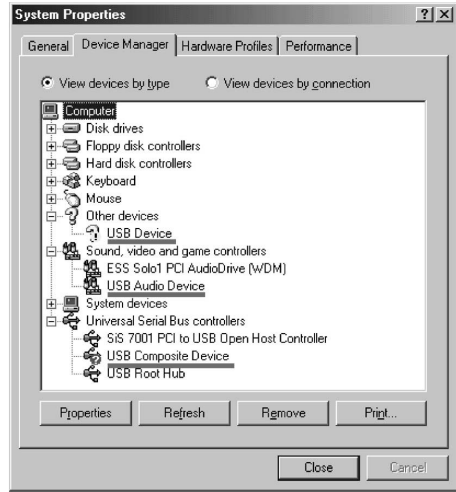 System Properties
General Device Manager Hardware Profiles Performance
View devices by type View devices by connection
Computer
Disk drives
Floppy disk controllers
Hard disk controllers
Keyboard
Mouse
Other devices
USB Device
Sound, video and game controllers
ESS Solo1 PCI AudioDrive (WDM)
USB Audio Device
System devices
Universal Serial Bus controllers
SiS 7001 PCI to USB Open Host Controller
USB Composite Device
USB Root Hub
Properties Refresh Remove Print...
Close Cancel